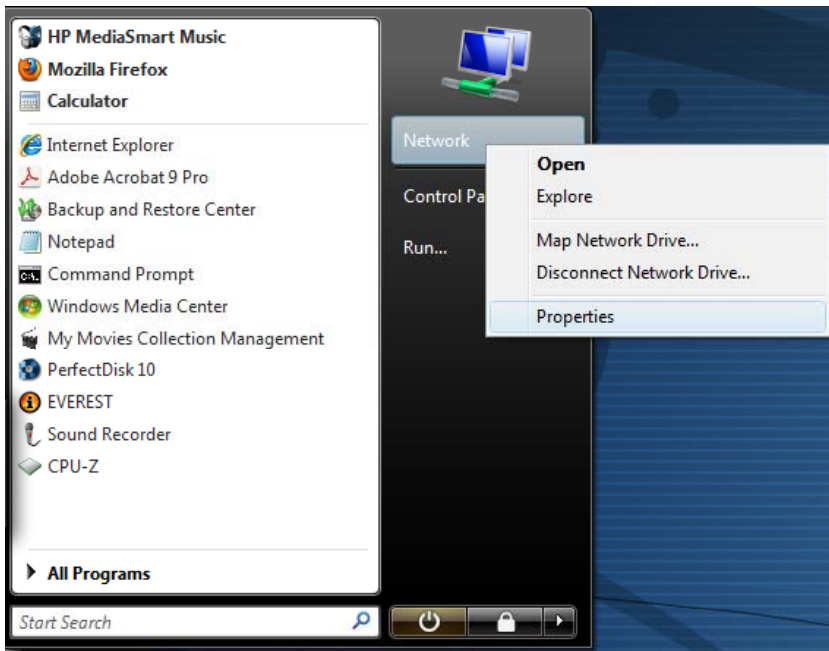 HP MediaSmart Music
Mozilla Firefox
Calculator
Internet Explorer
Adobe Acrobat 9 Pro
Backup and Restore Center
Notepad
Command Prompt
Windows Media Center
My Movies Collection Management
PerfectDisk 10
EVEREST
Sound Recorder
CPU-Z
All Programs
Start Search
Network
Control Pa
Run...
Open
Explore
Map Network Drive...
Disconnect Network Drive...
Properties